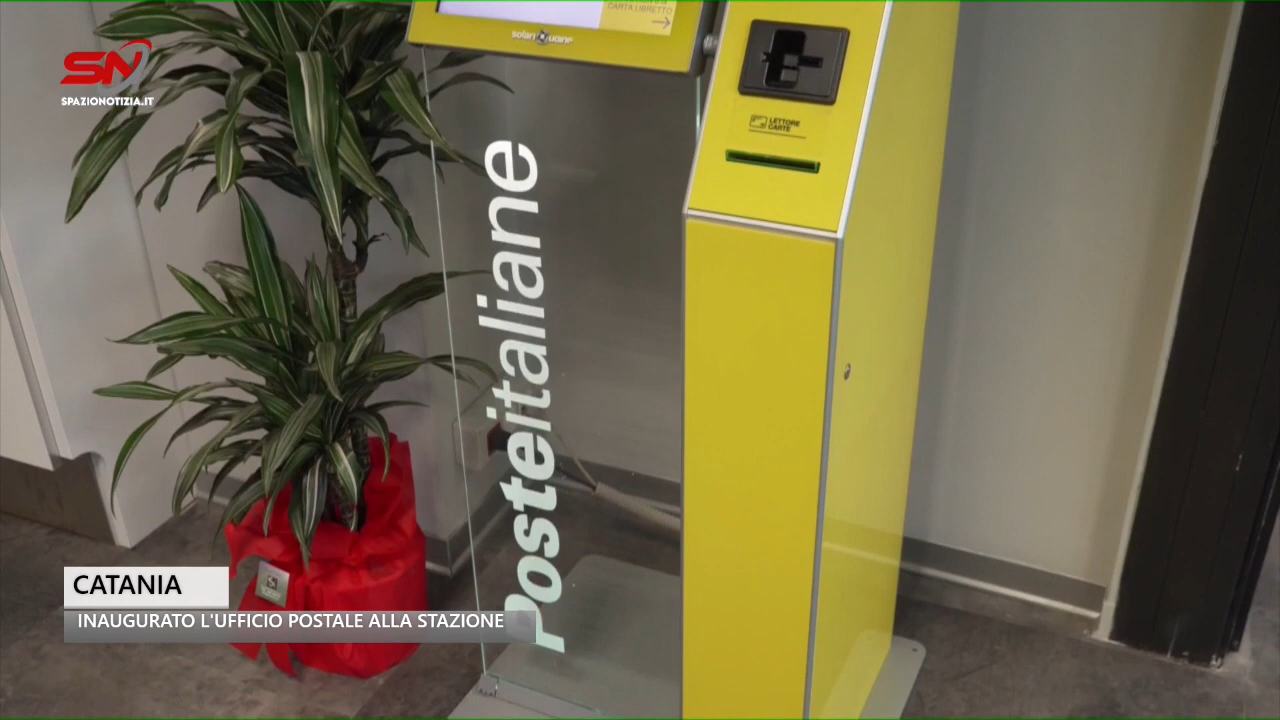 SN
SPAZIONOTIZIA.IT
CARTA LIBRETTO
solari udine
LETTORE
CARTE
Posteitaliane
CATANIA
INAUGURATO L'UFFICIO POSTALE ALLA STAZIONE